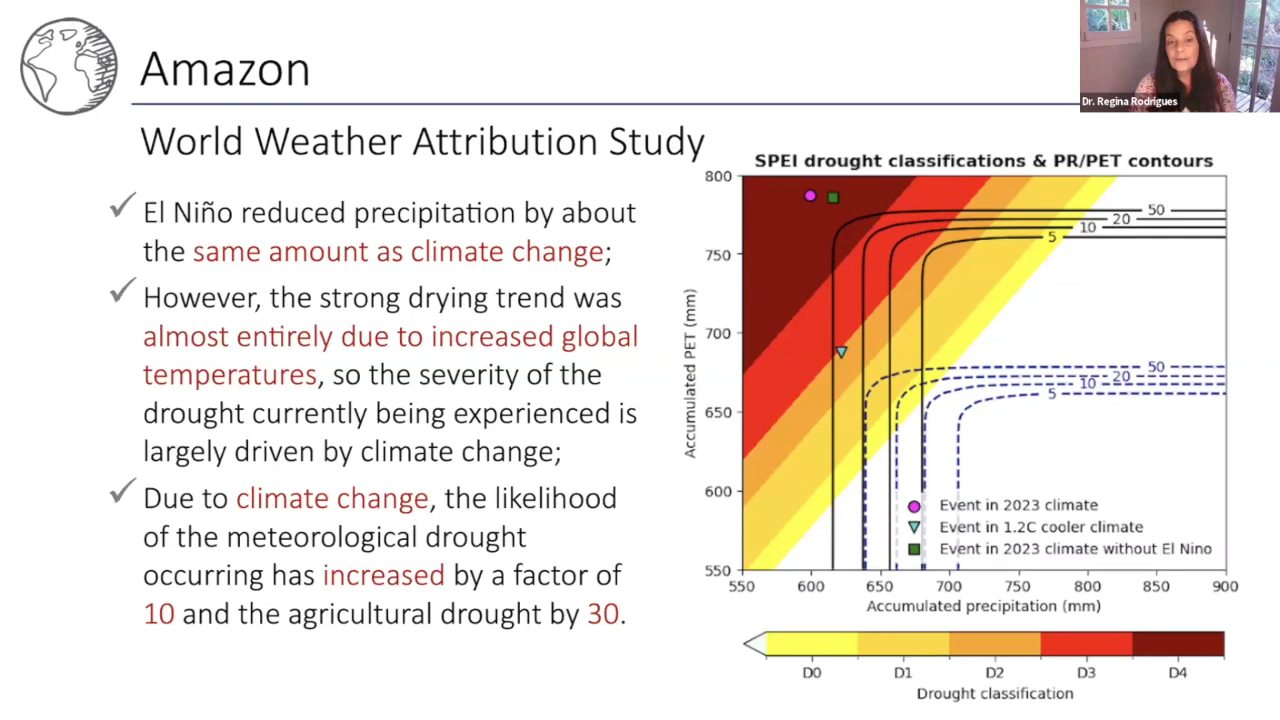 Amazon
Dr. Regina Rodrigues
World Weather Attribution Study
El Niño reduced precipitation by about
the same amount as climate change;
However, the strong drying trend was
almost entirely due to increased global
temperatures, so the severity of the
drought currently being experienced is
largely driven by climate change;
Due to climate change, the likelihood
of the meteorological drought
occurring has increased by a factor of
10 and the agricultural drought by 30.
SPEI drought classifications & PR/PET contours
Accumulated PET (mm)
800
750
700
650
600
550
50
20
10
5
50
20
10
5
Event in 2023 climate
Event in 1.2C cooler climate
Event in 2023 climate without El Nino
550 600 650 700 750 800 850 900
Accumulated precipitation (mm)
D0 D1 D2 D3 D4
Drought classification